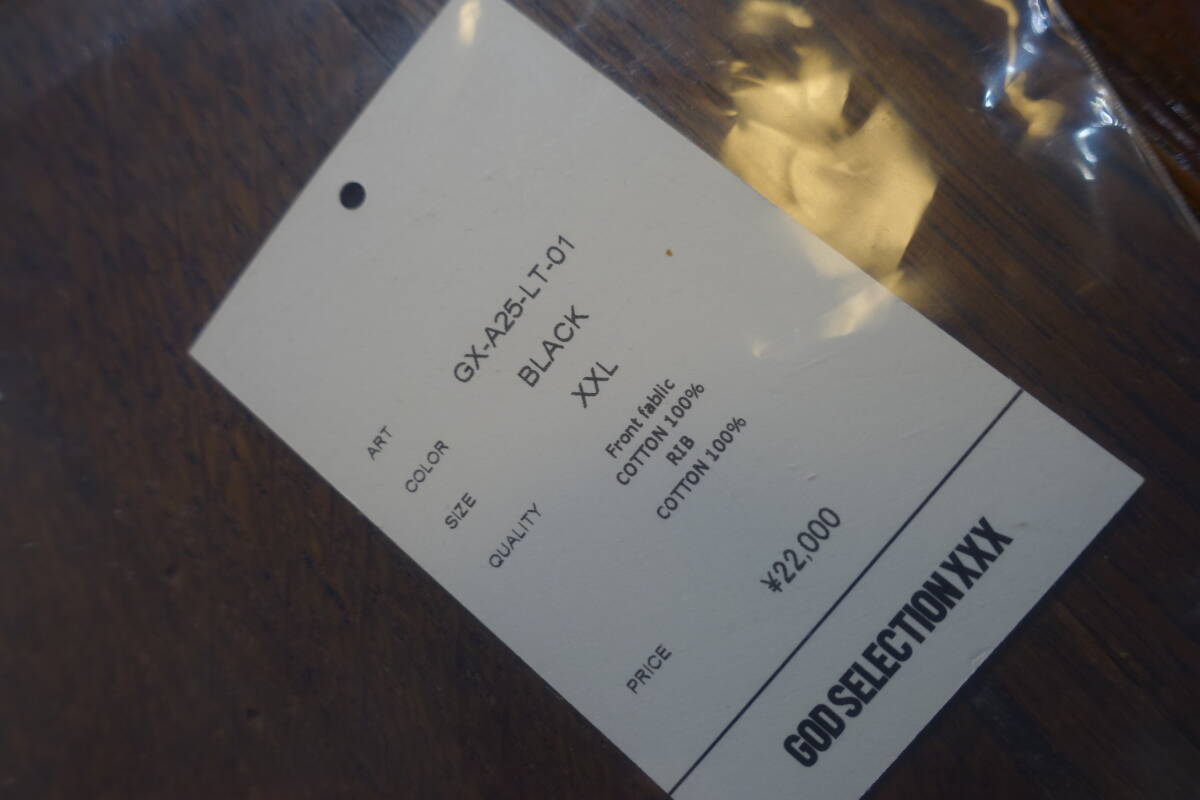 ART GX-A25-LT-01
COLOR BLACK
SIZE XXL
QUALITY Front fablic
COTTON 100%
RIB
COTTON 100%
PRICE ¥22,000
GOD SELECTION XXX